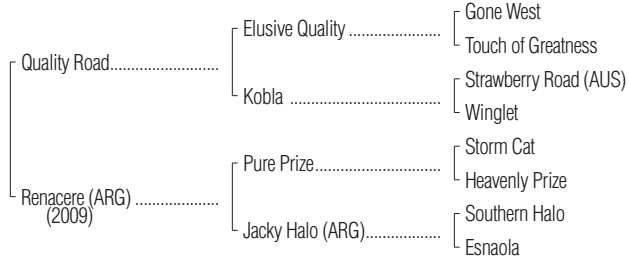 Gone West
Elusive Quality
Touch of Greatness
Quality Road
Strawberry Road (AUS)
Kobla
Winglet
Storm Cat
Pure Prize
Heavenly Prize
Renacere (ARG)
(2009)
Southern Halo
Jacky Halo (ARG)
Esnaola